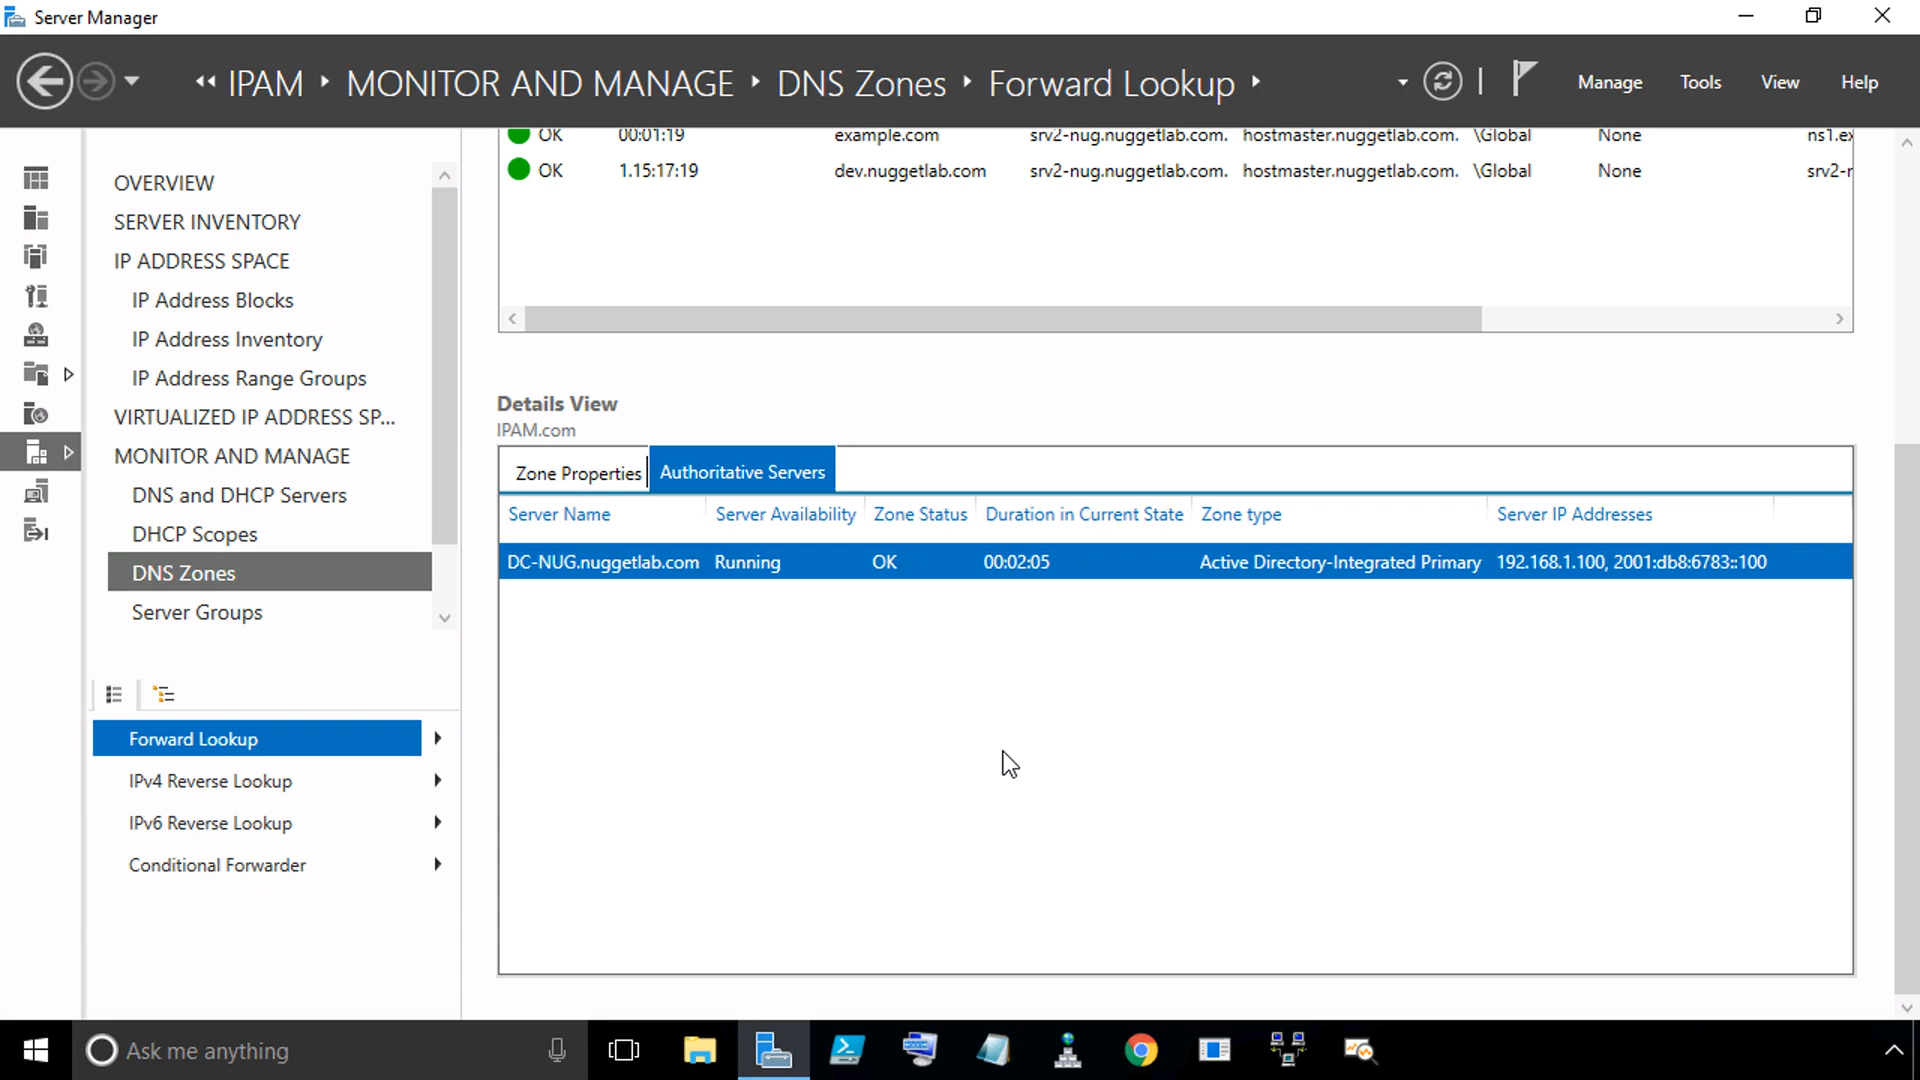 Server Manager
IPAM MONITOR AND MANAGE DNS Zones Forward Lookup
Manage Tools View Help
OVERVIEW
SERVER INVENTORY
IP ADDRESS SPACE
IP Address Blocks
IP Address Inventory
IP Address Range Groups
VIRTUALIZED IP ADDRESS SP...
MONITOR AND MANAGE
DNS and DHCP Servers
DHCP Scopes
DNS Zones
Server Groups
Forward Lookup
IPv4 Reverse Lookup
IPv6 Reverse Lookup
Conditional Forwarder
OK 00:01:19 example.com srv2-nug.nuggetlab.com. hostmaster.nuggetlab.com. \Global None ns1.ex
OK 1.15:17:19 dev.nuggetlab.com srv2-nug.nuggetlab.com. hostmaster.nuggetlab.com. \Global None srv2-r
Details View
IPAM.com
Zone Properties Authoritative Servers
Server Name Server Availability Zone Status Duration in Current State Zone type Server IP Addresses
DC-NUG.nuggetlab.com Running OK 00:02:05 Active Directory-Integrated Primary 192.168.1.100, 2001:db8:6783::100
Ask me anything